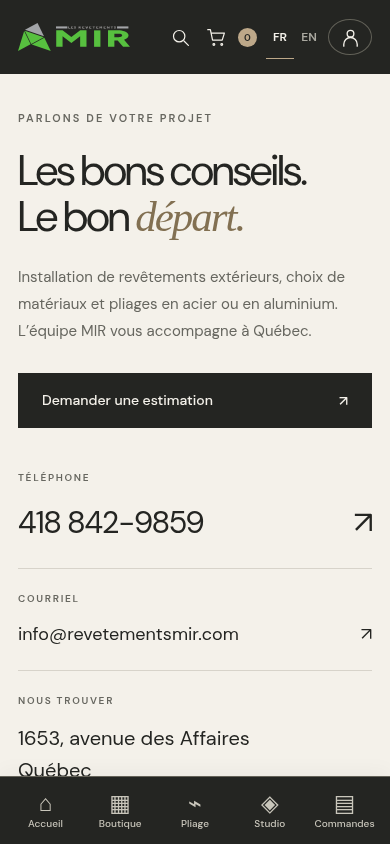 LES REVÊTEMENTS
MIR
0
FR
EN
PARLONS DE VOTRE PROJET
Les bons conseils.
Le bon départ.
Installation de revêtements extérieurs, choix de
matériaux et pliages en acier ou en aluminium.
L’équipe MIR vous accompagne à Québec.
Demander une estimation
TÉLÉPHONE
418 842-9859
COURRIEL
info@revetementsmir.com
NOUS TROUVER
1653, avenue des Affaires
Québec
Accueil
Boutique
Pliage
Studio
Commandes